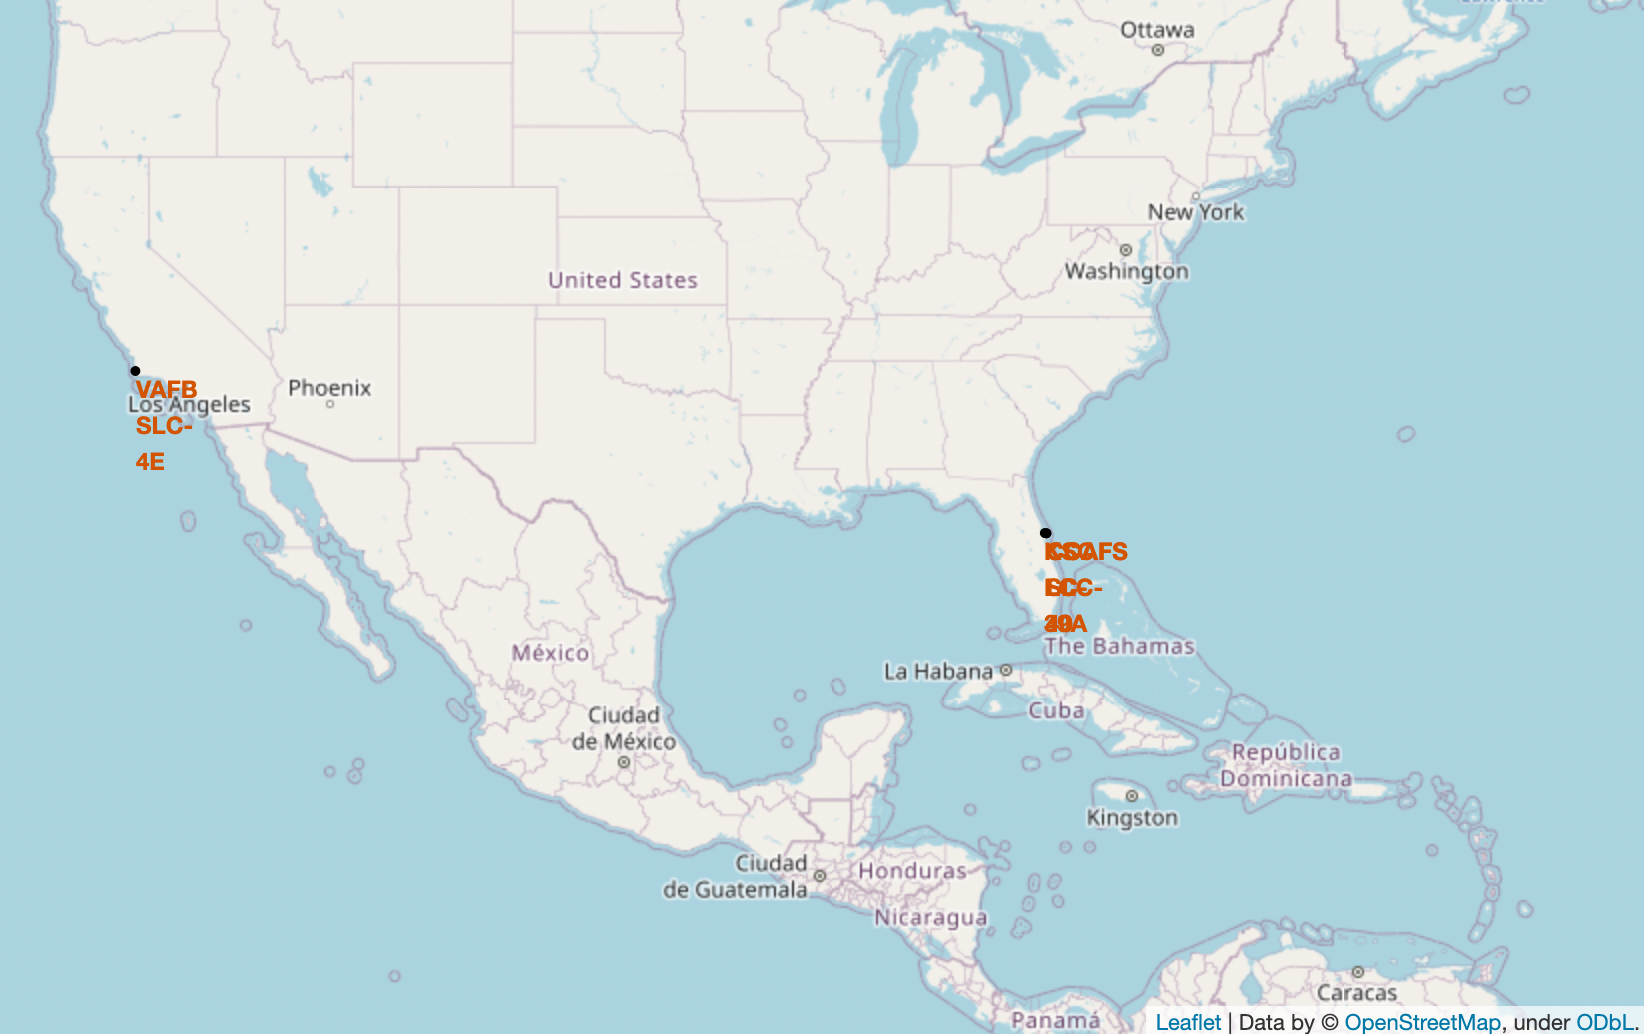 Ottawa
New York
Washington
United States
Phoenix
VAFB
Los Angeles
SLC-
4E
México
The Bahamas
La Habana
Cuba
Ciudad
de México
República
Dominicana
Kingston
Ciudad
de Guatemala
Honduras
Nicaragua
Caracas
Panamá
Leaflet | Data by © OpenStreetMap, under ODbL.